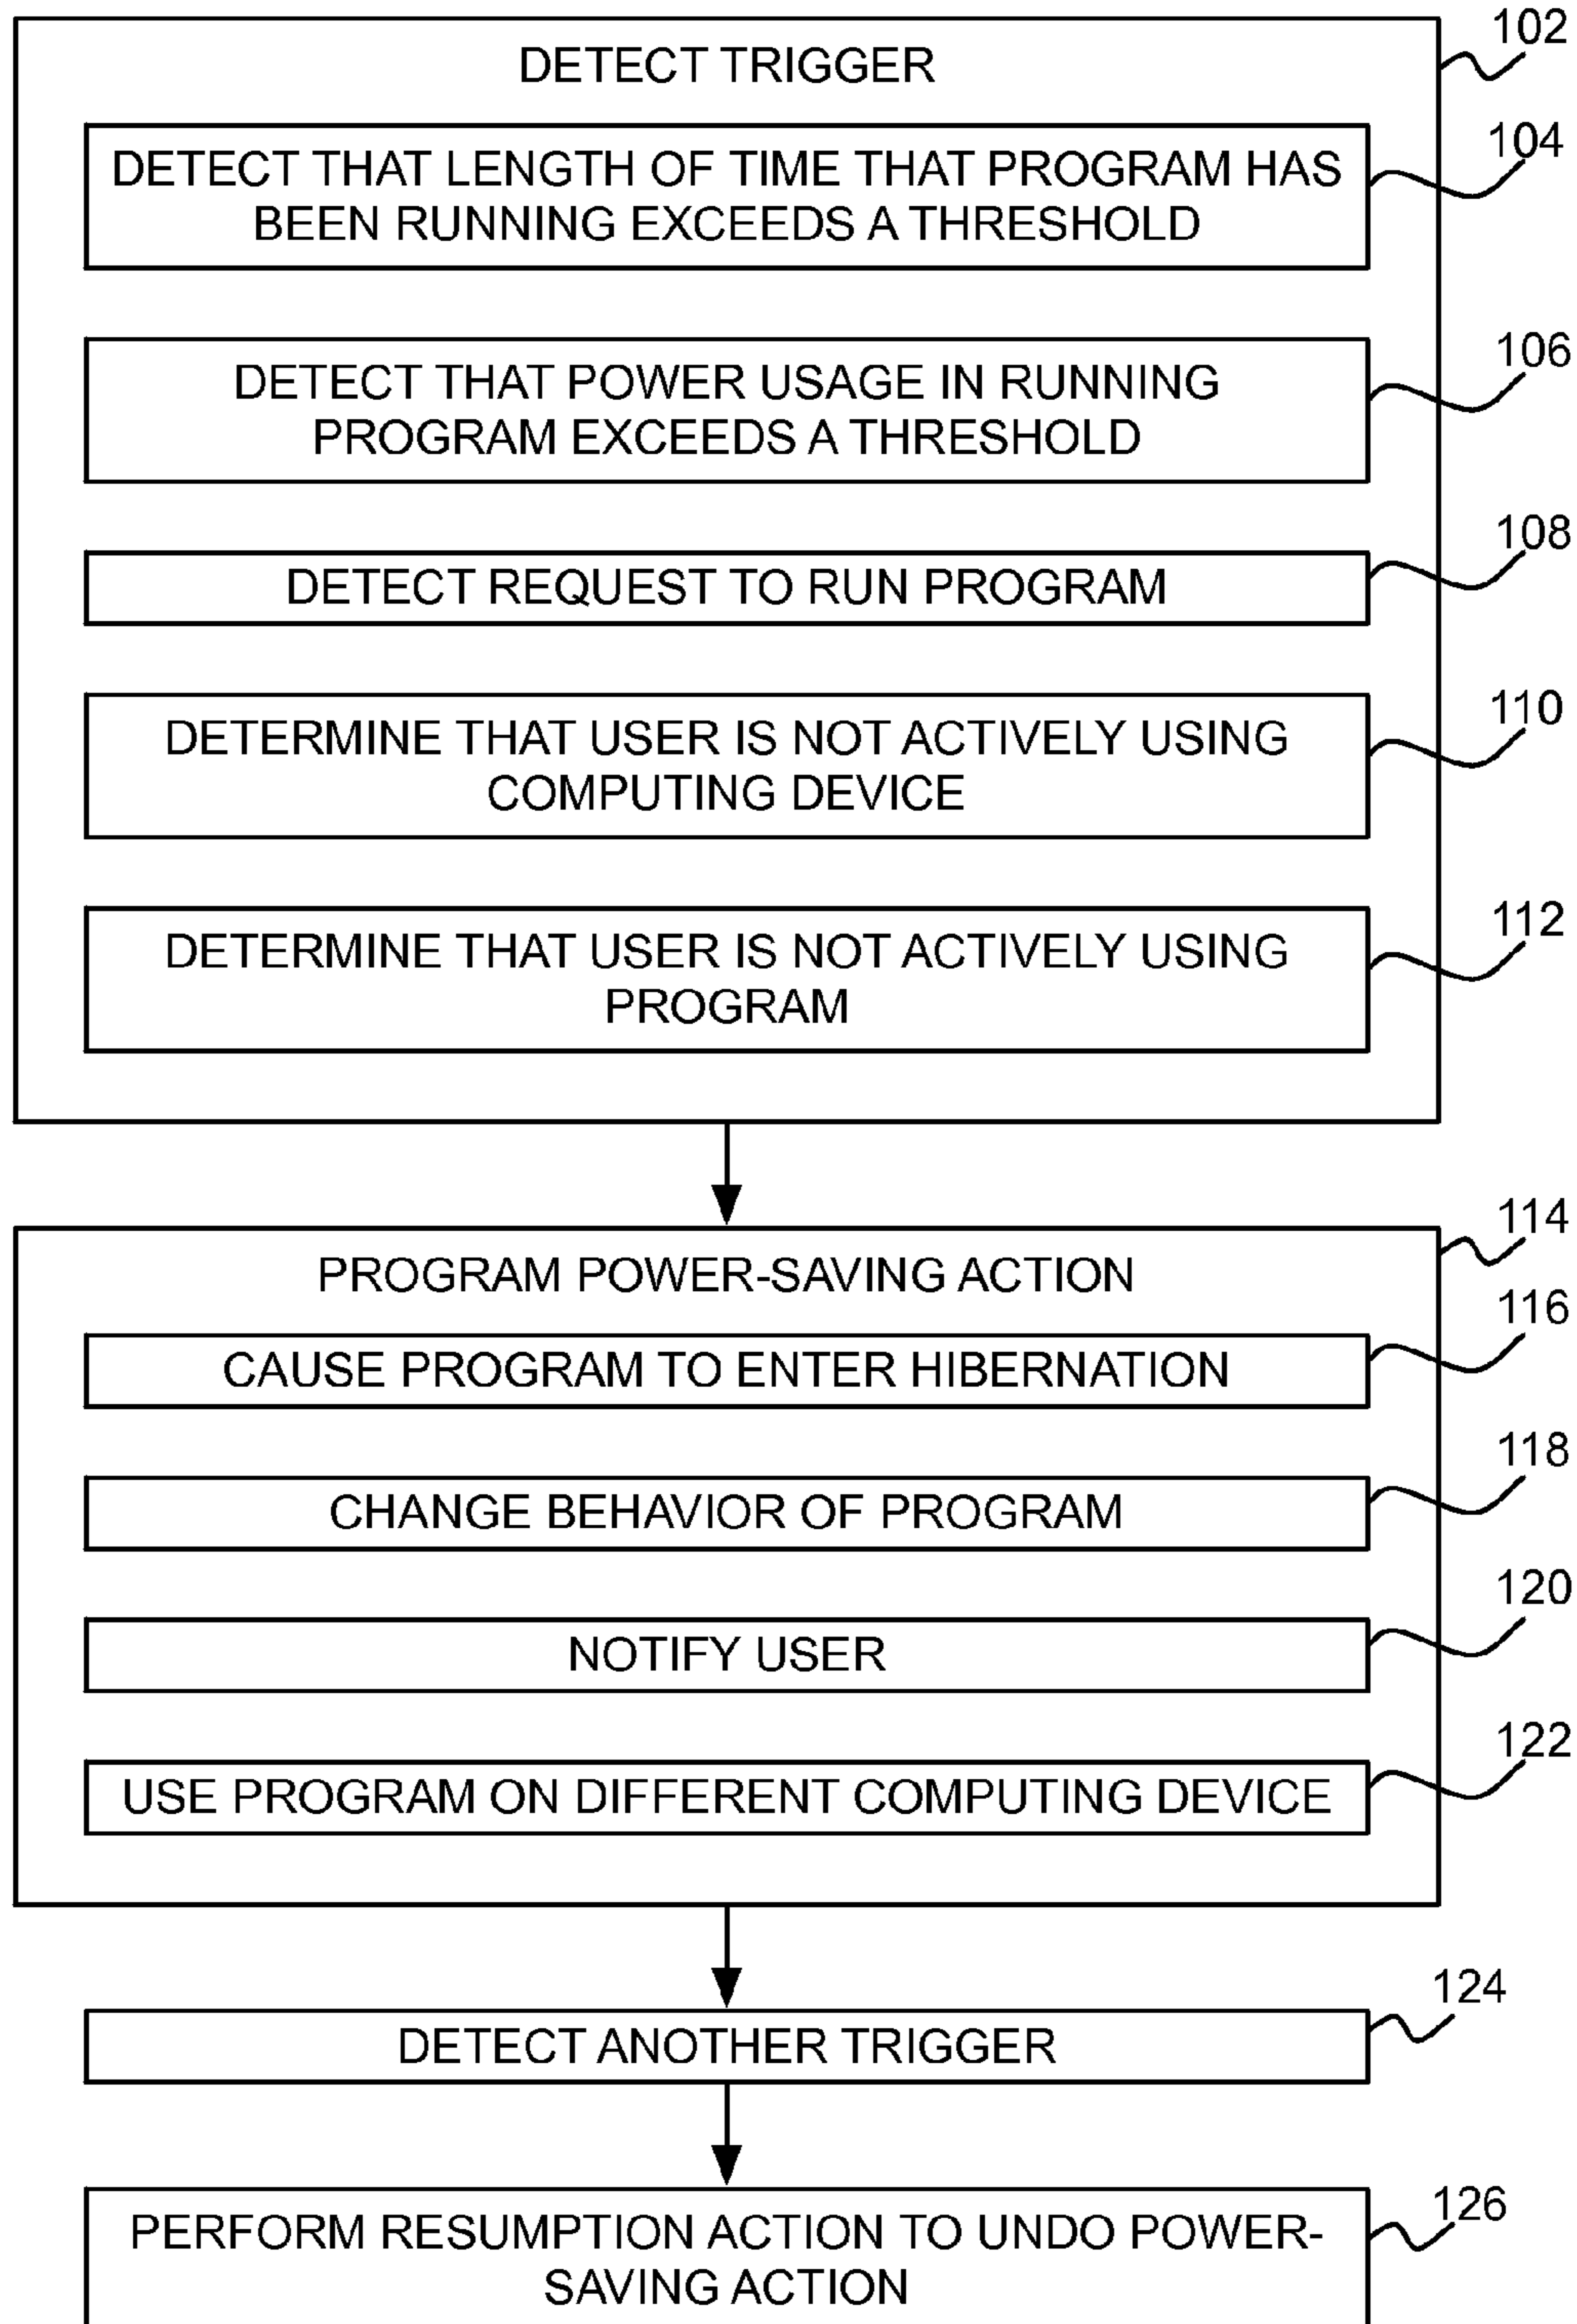 102
DETECT TRIGGER
104
DETECT THAT LENGTH OF TIME THAT PROGRAM HAS
BEEN RUNNING EXCEEDS A THRESHOLD
106
DETECT THAT POWER USAGE IN RUNNING
PROGRAM EXCEEDS A THRESHOLD
108
DETECT REQUEST TO RUN PROGRAM
110
DETERMINE THAT USER IS NOT ACTIVELY USING
COMPUTING DEVICE
112
DETERMINE THAT USER IS NOT ACTIVELY USING
PROGRAM
114
PROGRAM POWER-SAVING ACTION
116
CAUSE PROGRAM TO ENTER HIBERNATION
118
CHANGE BEHAVIOR OF PROGRAM
120
NOTIFY USER
122
USE PROGRAM ON DIFFERENT COMPUTING DEVICE
124
DETECT ANOTHER TRIGGER
126
PERFORM RESUMPTION ACTION TO UNDO POWER-
SAVING ACTION